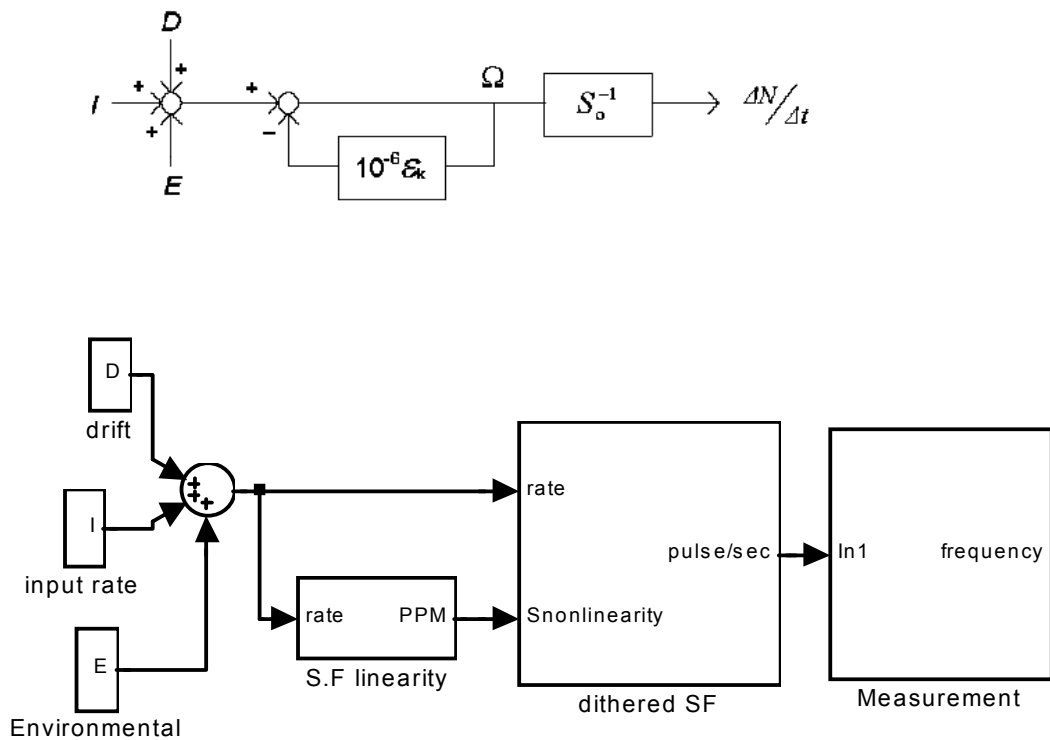 D
+
+
I
+
E
+
−
Ω
S₀⁻¹
ΔN/Δt
10⁻⁶εₖ
D
drift
I
input rate
E
Environmental
+
+
+
rate
PPM
S.F linearity
rate
pulse/sec
Snonlinearity
dithered SF
In1
frequency
Measurement